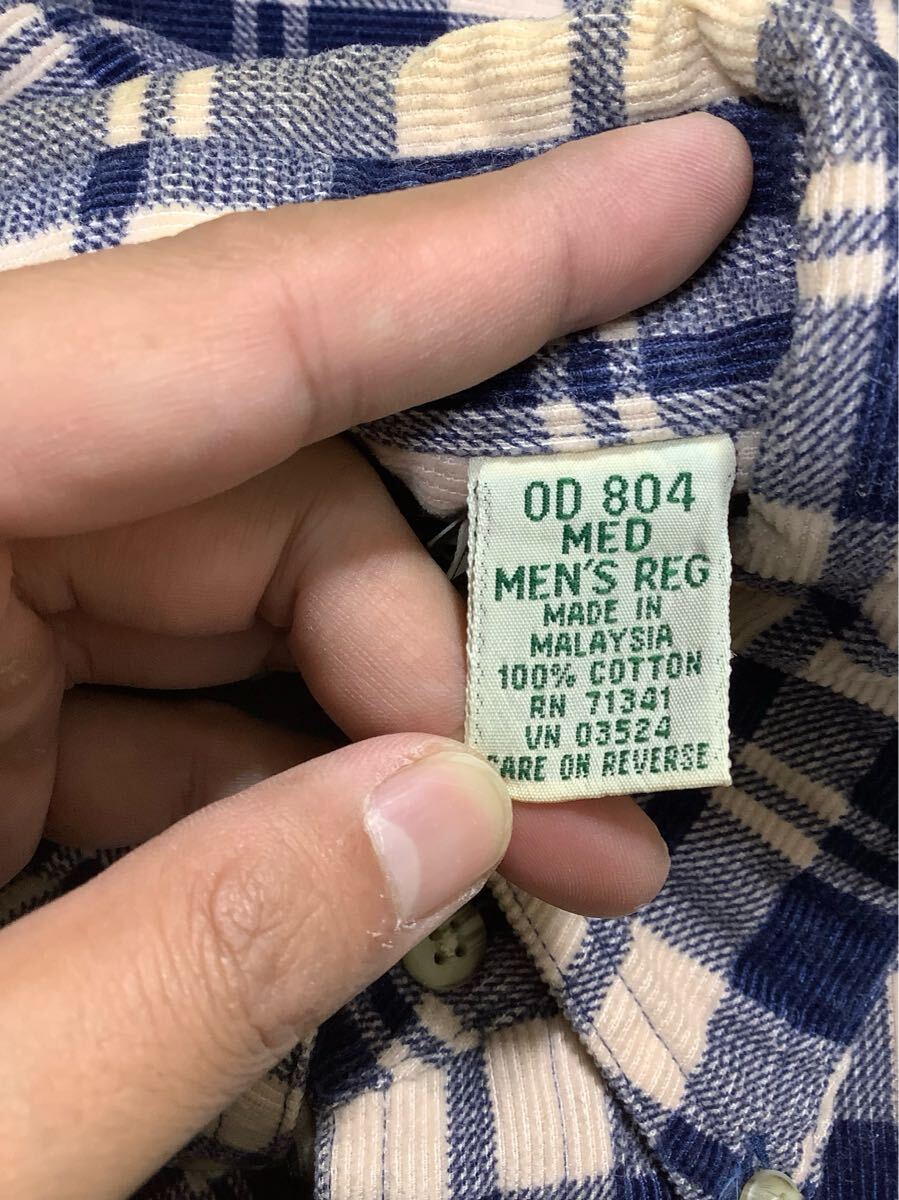 OD 804
MED
MEN'S REG
MADE IN
MALAYSIA
100% COTTON
RN 71341
VN 03524
CARE ON REVERSE